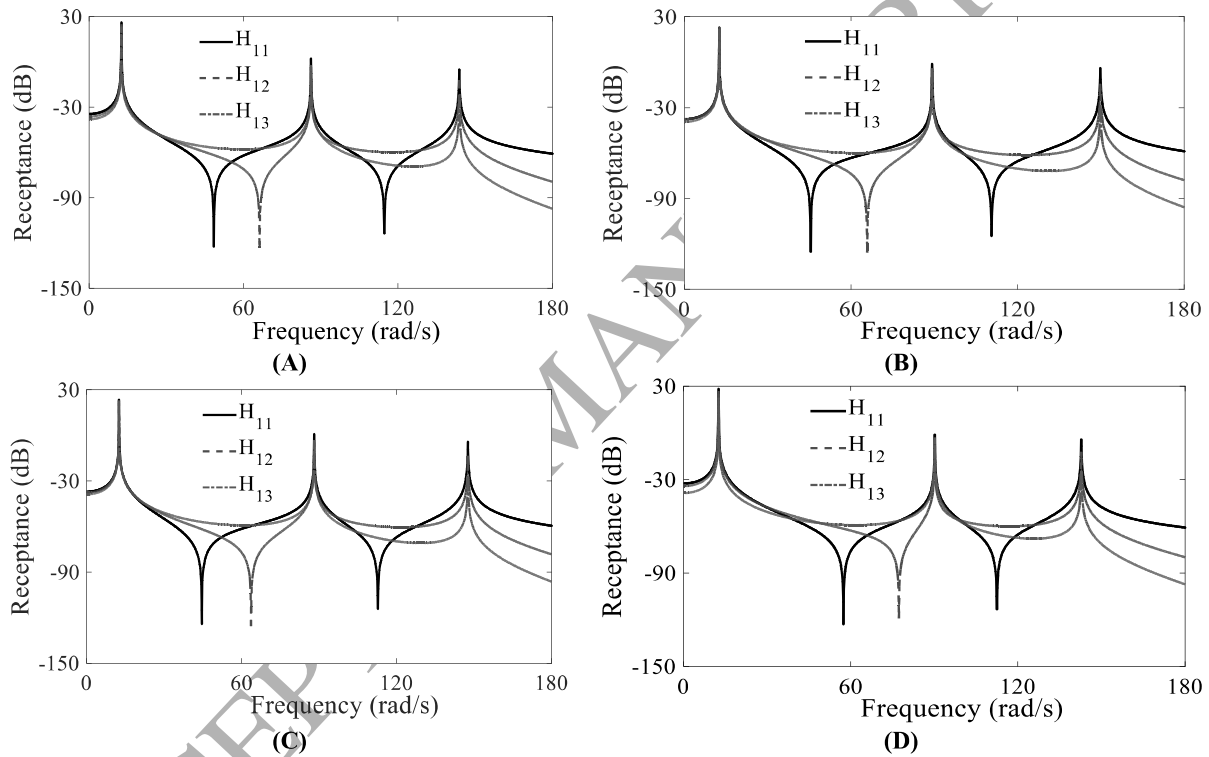 30
-30
-90
-150
0
60
120
180
Receptance (dB)
Frequency (rad/s)
H11
H12
H13
(A)
30
-30
-90
-150
0
60
120
180
Receptance (dB)
Frequency (rad/s)
H11
H12
H13
(B)
30
-30
-90
-150
0
60
120
180
Receptance (dB)
Frequency (rad/s)
H11
H12
H13
(C)
30
-30
-90
-150
0
60
120
180
Receptance (dB)
Frequency (rad/s)
H11
H12
H13
(D)